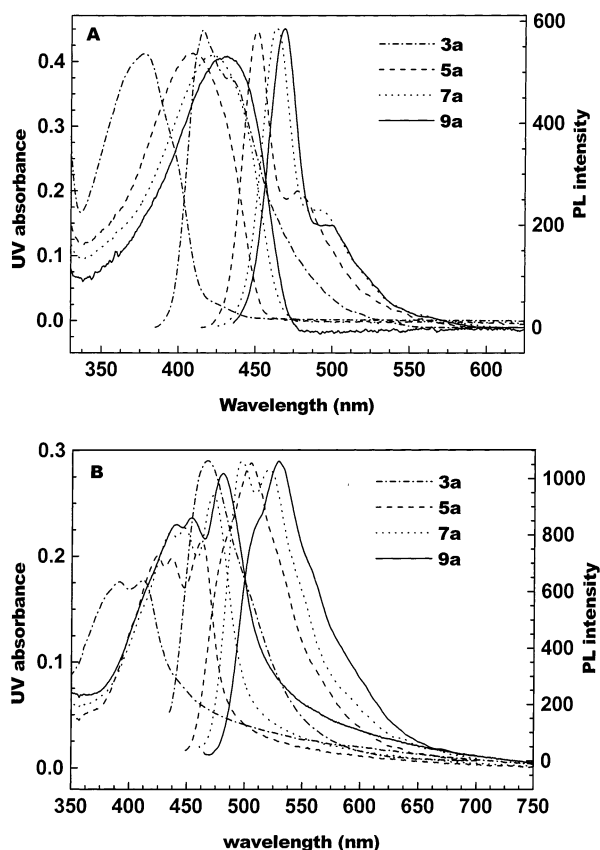 A
3a
5a
7a
9a
UV absorbance
PL intensity
0.4
0.3
0.2
0.1
0.0
600
400
200
0
350 400 450 500 550 600
Wavelength (nm)
B
3a
5a
7a
9a
UV absorbance
PL intensity
0.3
0.2
0.1
0.0
1000
800
600
400
200
0
350 400 450 500 550 600 650 700 750
wavelength (nm)